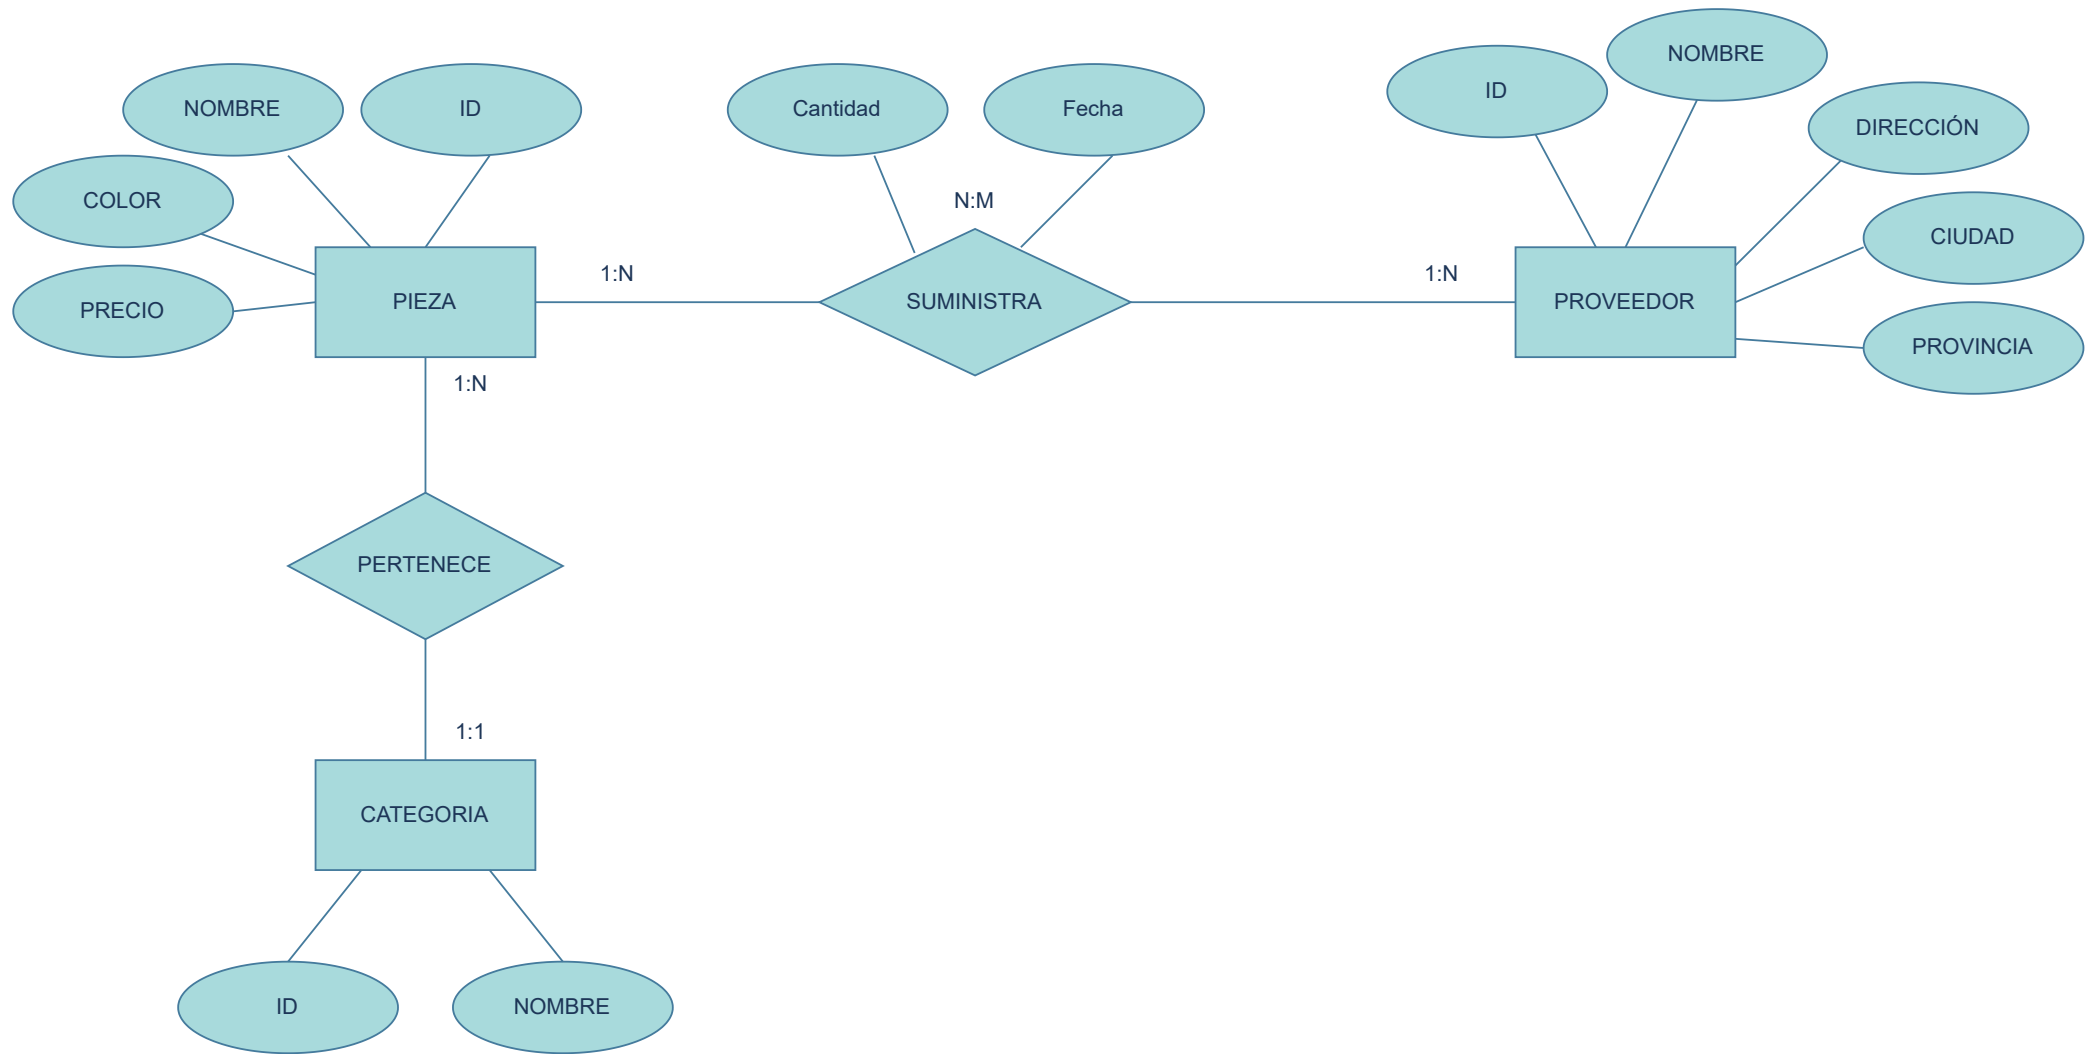 NOMBRE
ID
COLOR
PRECIO
PIEZA
1:N
1:N
Cantidad
Fecha
N:M
SUMINISTRA
1:N
ID
NOMBRE
DIRECCIÓN
CIUDAD
PROVINCIA
PROVEEDOR
PERTENECE
1:1
CATEGORIA
ID
NOMBRE